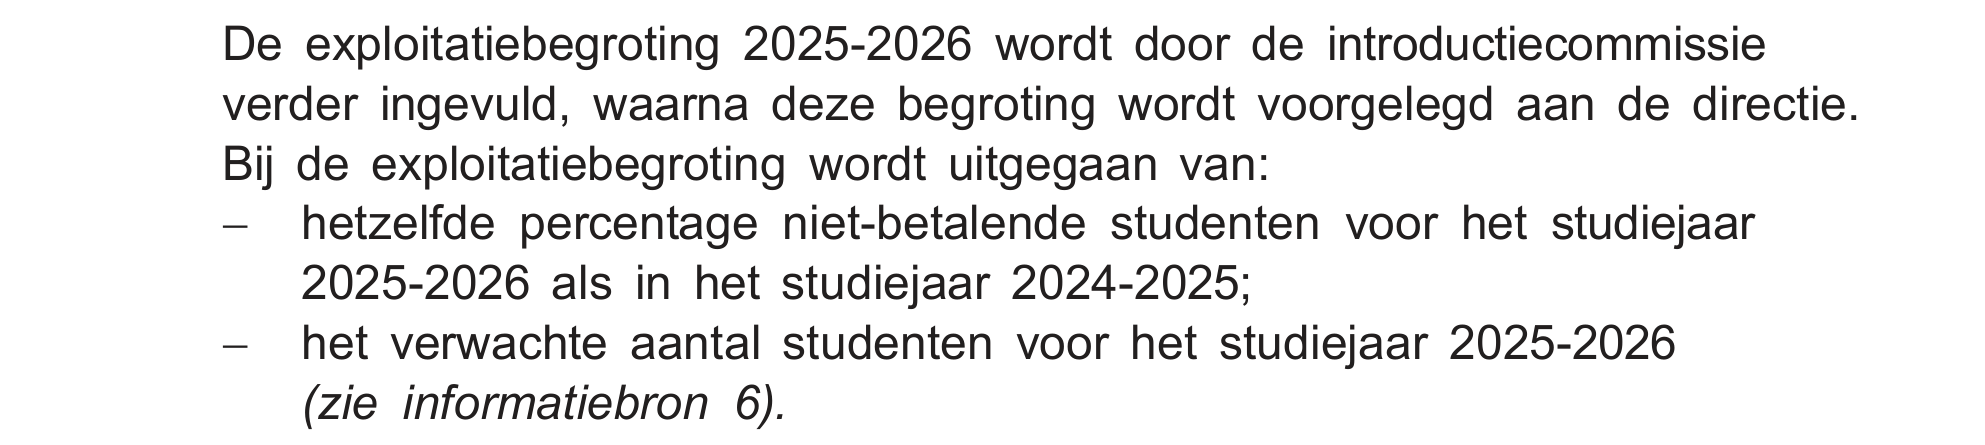 De exploitatiebegroting 2025-2026 wordt door de introductiecommissie
verder ingevuld, waarna deze begroting wordt voorgelegd aan de directie.
Bij de exploitatiebegroting wordt uitgegaan van:
– hetzelfde percentage niet-betalende studenten voor het studiejaar
2025-2026 als in het studiejaar 2024-2025;
– het verwachte aantal studenten voor het studiejaar 2025-2026
(zie informatiebron 6).